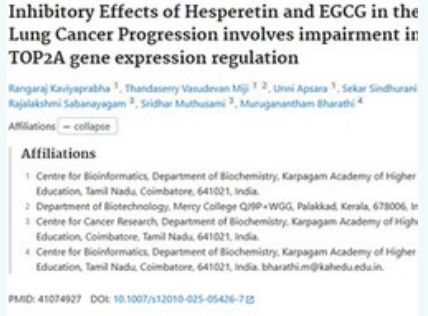 Inhibitory Effects of Hesperetin and EGCG in the
Lung Cancer Progression involves impairment in
TOP2A gene expression regulation
Rangaraj Kaviyaprabha 1, Thandaserry Vasudevan Miji 1 2, Unni Apsara 1, Sekar Sindhurani
Rajalakshmi Sabanayagam 3, Sridhar Muthusami 3, Muruganantham Bharathi 4
Affiliations — collapse
Affiliations
1 Centre for Bioinformatics, Department of Biochemistry, Karpagam Academy of Higher
Education, Tamil Nadu, Coimbatore, 641021, India.
2 Department of Biotechnology, Mercy College QJ9P+WGG, Palakkad, Kerala, 678006, In
3 Centre for Cancer Research, Department of Biochemistry, Karpagam Academy of High
Education, Coimbatore, Tamil Nadu, 641021, India.
4 Centre for Bioinformatics, Department of Biochemistry, Karpagam Academy of Higher
Education, Tamil Nadu, Coimbatore, 641021, India. bharathi.m@kahedu.edu.in.
PMID: 41074927 DOI: 10.1007/s12010-025-05426-7